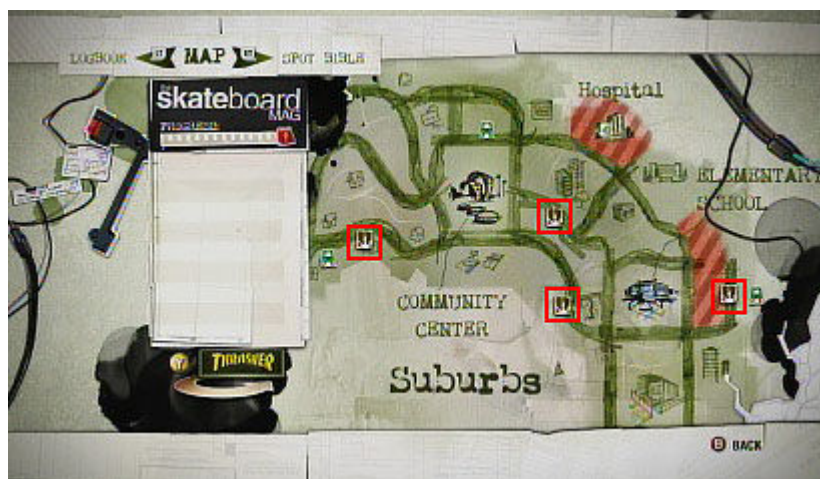 LOGBOOK
MAP
SPOT BIBLE
skateboard
MAG
Hospital
ELEMENTARY
SCHOOL
COMMUNITY
CENTER
THRASHER
Y
Suburbs
B BACK